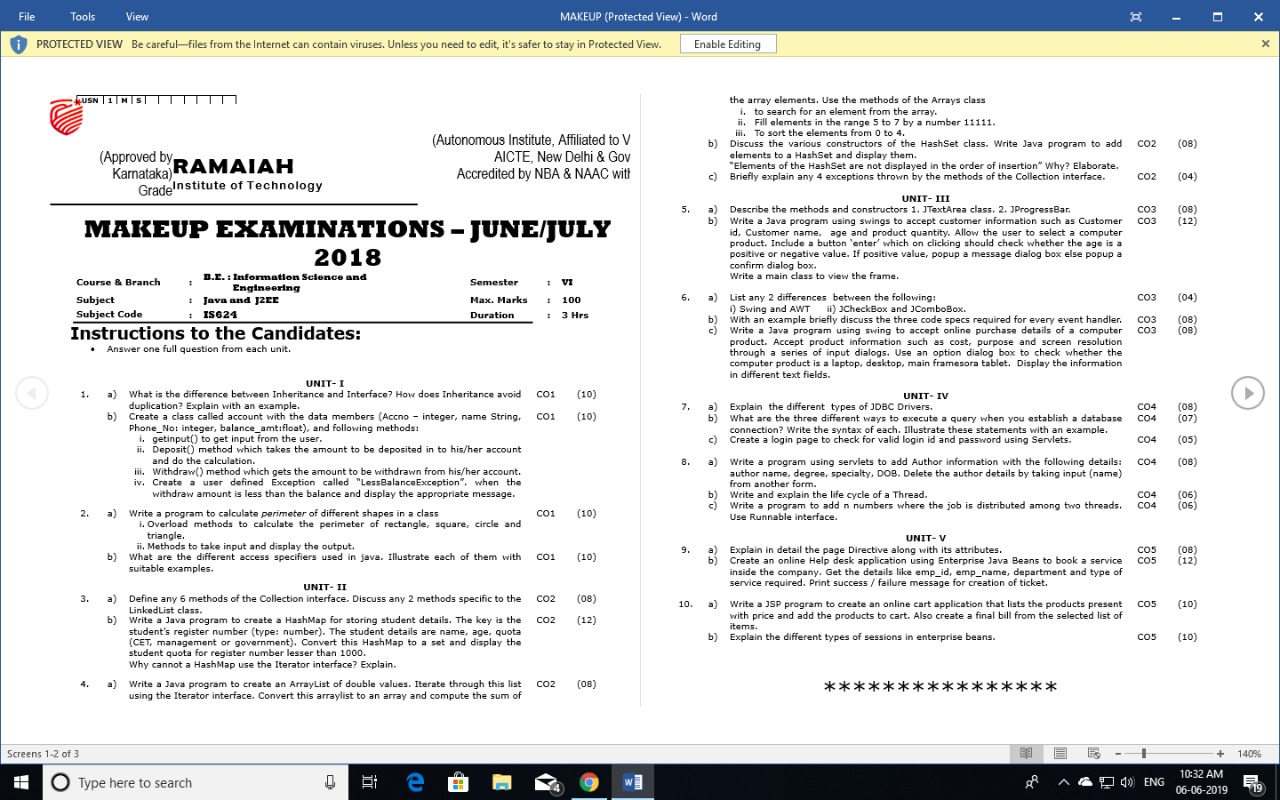 File Tools View MAKEUP (Protected View) - Word
PROTECTED VIEW Be careful—files from the Internet can contain viruses. Unless you need to edit, it's safer to stay in Protected View. Enable Editing
USN 1 M S
(Autonomous Institute, Affiliated to V
(Approved by RAMAIAH AICTE, New Delhi & Gov
Karnataka) Accredited by NBA & NAAC with
Grade Institute of Technology
MAKEUP EXAMINATIONS – JUNE/JULY
2018
Course & Branch : B.E. : Information Science and Engineering Semester : VI
Subject : Java and J2EE Max. Marks : 100
Subject Code : IS624 Duration : 3 Hrs
Instructions to the Candidates:
• Answer one full question from each unit.
UNIT- I
1. a) What is the difference between Inheritance and Interface? How does Inheritance avoid CO1 (10)
duplication? Explain with an example.
b) Create a class called account with the data members (Accno – integer, name String, CO1 (10)
Phone_No: integer, balance_amt:float), and following methods:
i. getinput() to get input from the user.
ii. Deposit() method which takes the amount to be deposited in to his/her account
and do the calculation.
iii. Withdraw() method which gets the amount to be withdrawn from his/her account.
iv. Create a user defined Exception called “LessBalanceException”. when the
withdraw amount is less than the balance and display the appropriate message.
2. a) Write a program to calculate perimeter of different shapes in a class CO1 (10)
i. Overload methods to calculate the perimeter of rectangle, square, circle and
triangle.
ii. Methods to take input and display the output.
b) What are the different access specifiers used in java. Illustrate each of them with CO1 (10)
suitable examples.
UNIT- II
3. a) Define any 6 methods of the Collection interface. Discuss any 2 methods specific to the CO2 (08)
LinkedList class.
b) Write a Java program to create a HashMap for storing student details. The key is the CO2 (12)
student’s register number (type: number). The student details are name, age, quota
(CET, management or government). Convert this HashMap to a set and display the
student quota for register number lesser than 1000.
Why cannot a HashMap use the Iterator interface? Explain.
4. a) Write a Java program to create an ArrayList of double values. Iterate through this list CO2 (08)
using the Iterator interface. Convert this arraylist to an array and compute the sum of
the array elements. Use the methods of the Arrays class
i. to search for an element from the array.
ii. Fill elements in the range 5 to 7 by a number 11111.
iii. To sort the elements from 0 to 4.
b) Discuss the various constructors of the HashSet class. Write Java program to add CO2 (08)
elements to a HashSet and display them.
“Elements of the HashSet are not displayed in the order of insertion” Why? Elaborate.
c) Briefly explain any 4 exceptions thrown by the methods of the Collection interface. CO2 (04)
UNIT- III
5. a) Describe the methods and constructors 1. JTextArea class. 2. JProgressBar. CO3 (08)
b) Write a Java program using swings to accept customer information such as Customer CO3 (12)
id, Customer name, age and product quantity. Allow the user to select a computer
product. Include a button ‘enter’ which on clicking should check whether the age is a
positive or negative value. If positive value, popup a message dialog box else popup a
confirm dialog box.
Write a main class to view the frame.
6. a) List any 2 differences between the following: CO3 (04)
i) Swing and AWT ii) JCheckBox and JComboBox.
b) With an example briefly discuss the three code specs required for every event handler. CO3 (08)
c) Write a Java program using swing to accept online purchase details of a computer CO3 (08)
product. Accept product information such as cost, purpose and screen resolution
through a series of input dialogs. Use an option dialog box to check whether the
computer product is a laptop, desktop, main framesora tablet. Display the information
in different text fields.
UNIT- IV
7. a) Explain the different types of JDBC Drivers. CO4 (08)
b) What are the three different ways to execute a query when you establish a database CO4 (07)
connection? Write the syntax of each. Illustrate these statements with an example.
c) Create a login page to check for valid login id and password using Servlets. CO4 (05)
8. a) Write a program using servlets to add Author information with the following details: CO4 (08)
author name, degree, specialty, DOB. Delete the author details by taking input (name)
from another form.
b) Write and explain the life cycle of a Thread. CO4 (06)
c) Write a program to add n numbers where the job is distributed among two threads. CO4 (06)
Use Runnable interface.
UNIT- V
9. a) Explain in detail the page Directive along with its attributes. CO5 (08)
b) Create an online Help desk application using Enterprise Java Beans to book a service CO5 (12)
inside the company. Get the details like emp_id, emp_name, department and type of
service required. Print success / failure message for creation of ticket.
10. a) Write a JSP program to create an online cart application that lists the products present CO5 (10)
with price and add the products to cart. Also create a final bill from the selected list of
items.
b) Explain the different types of sessions in enterprise beans. CO5 (10)
****************
Screens 1-2 of 3 140%
Type here to search 4 ENG 10:32 AM 19
06-06-2019